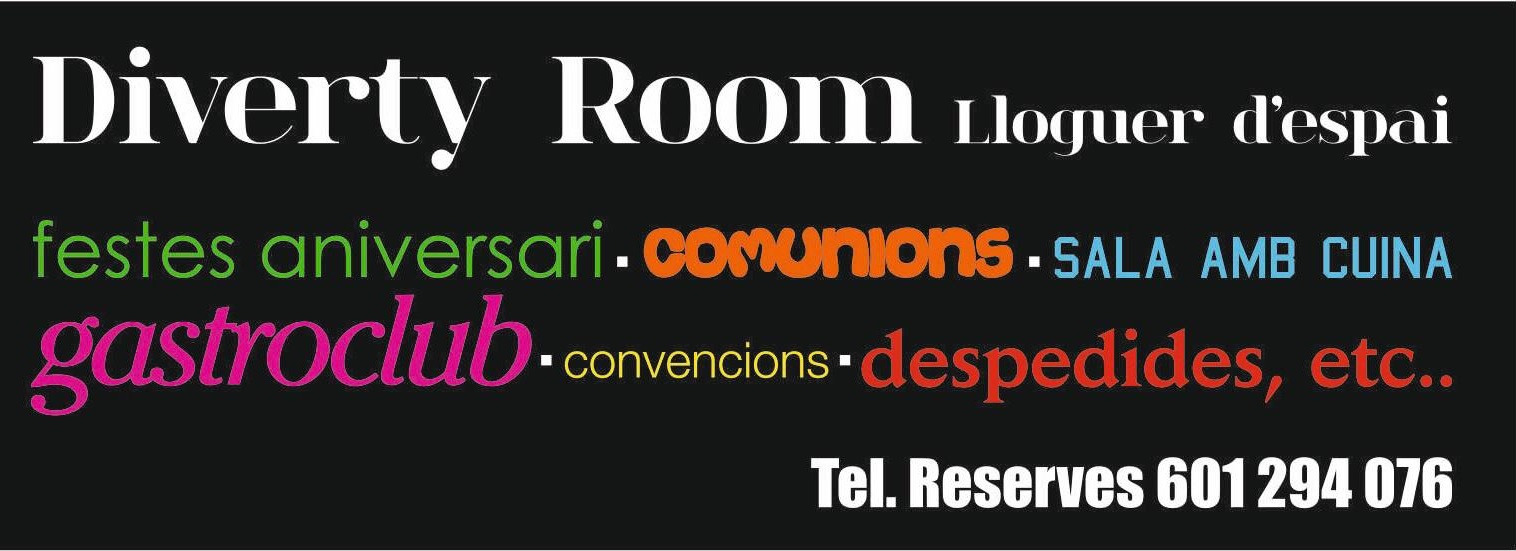 Diverty Room Lloguer d'espai
festes aniversari ▪ COMUNIONS ▪ SALA AMB CUINA
gastroclub ▪ convencions ▪ despedides, etc..
Tel. Reserves 601 294 076